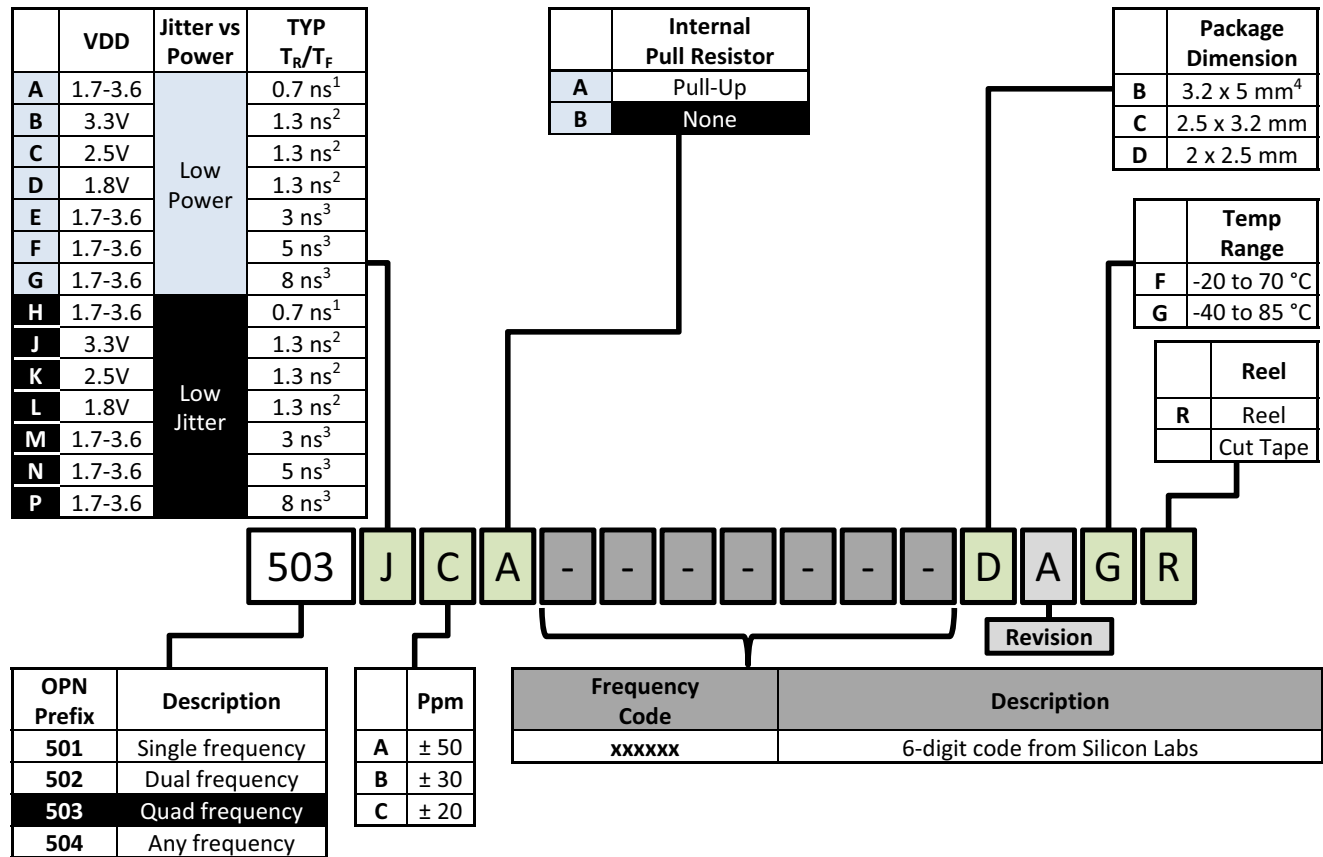 VDD Jitter vs Power TYP T_R/T_F
A 1.7-3.6 0.7 ns¹
B 3.3V 1.3 ns²
C 2.5V 1.3 ns²
D 1.8V 1.3 ns²
E 1.7-3.6 3 ns³
F 1.7-3.6 5 ns³
G 1.7-3.6 8 ns³
Low
Power
H 1.7-3.6 0.7 ns¹
J 3.3V 1.3 ns²
K 2.5V 1.3 ns²
L 1.8V 1.3 ns²
M 1.7-3.6 3 ns³
N 1.7-3.6 5 ns³
P 1.7-3.6 8 ns³
Low
Jitter
Internal
Pull Resistor
A Pull-Up
B None
Package
Dimension
B 3.2 x 5 mm⁴
C 2.5 x 3.2 mm
D 2 x 2.5 mm
Temp
Range
F -20 to 70 °C
G -40 to 85 °C
Reel
R Reel
Cut Tape
503 J C A - - - - - - - D A G R
Revision
OPN
Prefix
Description
501 Single frequency
502 Dual frequency
503 Quad frequency
504 Any frequency
Ppm
A ± 50
B ± 30
C ± 20
Frequency
Code
Description
xxxxxx 6-digit code from Silicon Labs